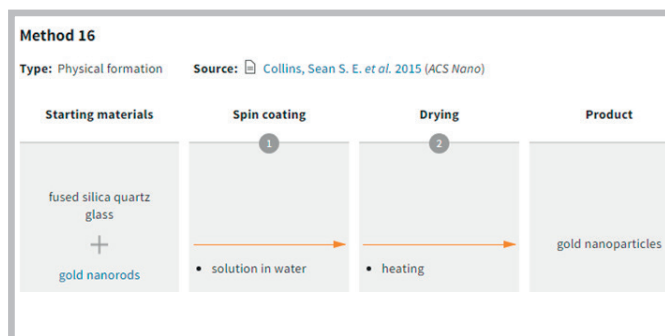 Method 16
Type: Physical formation Source: Collins, Sean S. E. et al. 2015 (ACS Nano)
Starting materials Spin coating Drying Product
1 2
fused silica quartz
glass
+
gold nanorods
• solution in water
• heating
gold nanoparticles